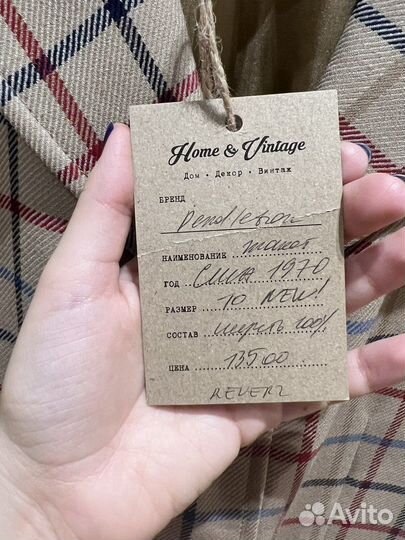 Home & Vintage
Дом • Декор • Винтаж
БРЕНД
Pendleton
НАИМЕНОВАНИЕ жакет
ГОД США 1970
РАЗМЕР 10 NEW!
СОСТАВ шерсть 100%
ЦЕНА 13500
Avito